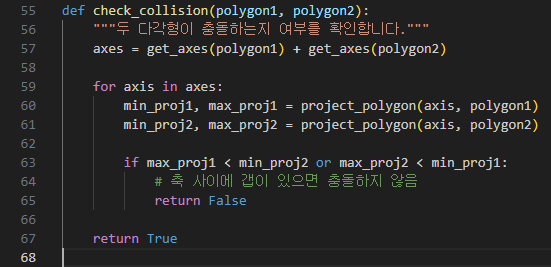 55 def check_collision(polygon1, polygon2):
56 """두 다각형이 충돌하는지 여부를 확인합니다."""
57 axes = get_axes(polygon1) + get_axes(polygon2)
58
59 for axis in axes:
60 min_proj1, max_proj1 = project_polygon(axis, polygon1)
61 min_proj2, max_proj2 = project_polygon(axis, polygon2)
62
63 if max_proj1 < min_proj2 or max_proj2 < min_proj1:
64 # 축 사이에 갭이 있으면 충돌하지 않음
65 return False
66
67 return True
68